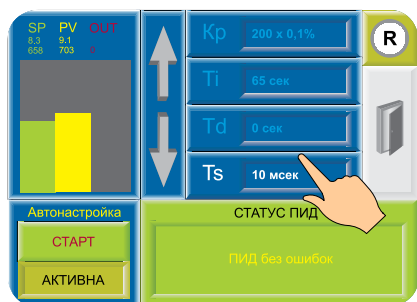 SP PV OUT
8.3 9.1
658 703 0
Kp 200 x 0,1%
Ti 65 сек
Td 0 сек
Ts 10 мсек
R
Автонастройка
СТАРТ
АКТИВНА
СТАТУС ПИД
ПИД без ошибок